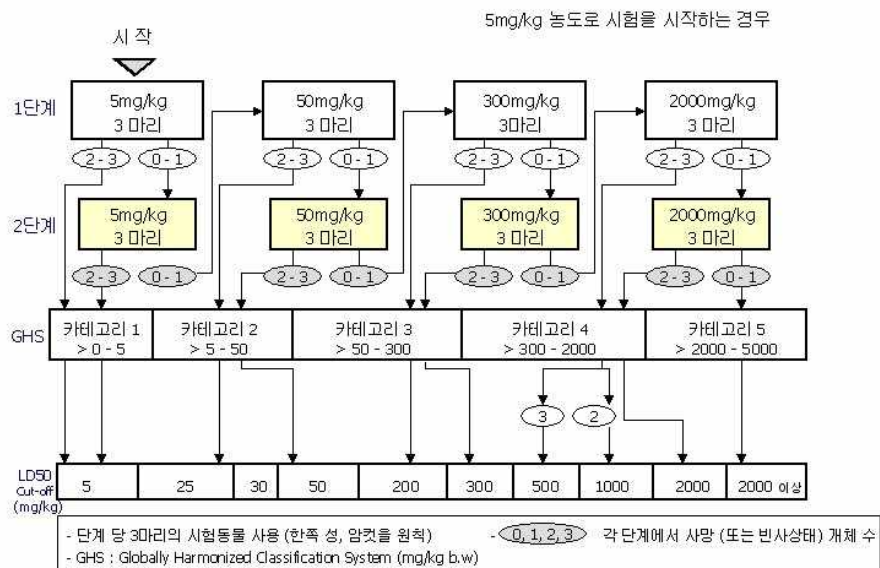 5mg/kg 농도로 시험을 시작하는 경우
시 작
1단계
5mg/kg
3 마리
50mg/kg
3 마리
300mg/kg
3마리
2000mg/kg
3 마리
2-3
0-1
2-3
0-1
2-3
0-1
2-3
0-1
2단계
5mg/kg
3 마리
50mg/kg
3 마리
300mg/kg
3 마리
2000mg/kg
3 마리
2-3
0-1
2-3
0-1
2-3
0-1
2-3
0-1
GHS
카테고리 1
> 0 - 5
카테고리 2
> 5 - 50
카테고리 3
> 50 - 300
카테고리 4
> 300 - 2000
카테고리 5
> 2000 - 5000
3
2
LD50
Cut-off
(mg/kg)
5
25
30
50
200
300
500
1000
2000
2000 이상
- 단계 당 3마리의 시험동물 사용 (한쪽 성, 암컷을 원칙)
- 0, 1, 2, 3 각 단계에서 사망 (또는 빈사상태) 개체 수
- GHS : Globally Harmonized Classification System (mg/kg b.w)